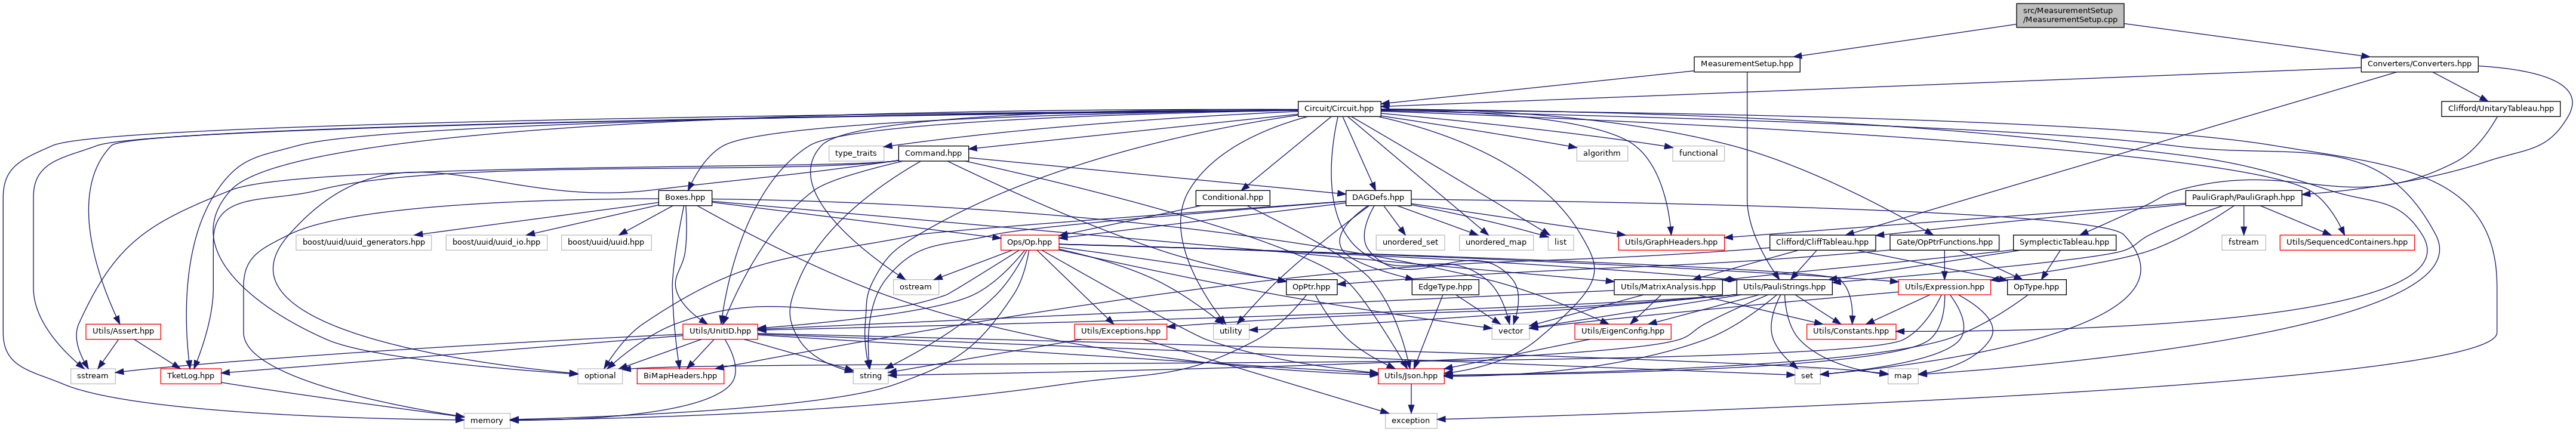 src/MeasurementSetup
/MeasurementSetup.cpp
MeasurementSetup.hpp
Converters/Converters.hpp
Circuit/Circuit.hpp
Clifford/UnitaryTableau.hpp
type_traits
Command.hpp
algorithm
functional
Boxes.hpp
Conditional.hpp
DAGDefs.hpp
PauliGraph/PauliGraph.hpp
boost/uuid/uuid_generators.hpp
boost/uuid/uuid_io.hpp
boost/uuid/uuid.hpp
Ops/Op.hpp
unordered_set
unordered_map
list
Utils/GraphHeaders.hpp
Clifford/CliffTableau.hpp
Gate/OpPtrFunctions.hpp
SymplecticTableau.hpp
fstream
Utils/SequencedContainers.hpp
ostream
OpPtr.hpp
EdgeType.hpp
Utils/MatrixAnalysis.hpp
Utils/PauliStrings.hpp
Utils/Expression.hpp
OpType.hpp
Utils/Assert.hpp
Utils/UnitID.hpp
Utils/Exceptions.hpp
utility
vector
Utils/EigenConfig.hpp
Utils/Constants.hpp
sstream
TketLog.hpp
optional
BiMapHeaders.hpp
string
Utils/Json.hpp
set
map
memory
exception